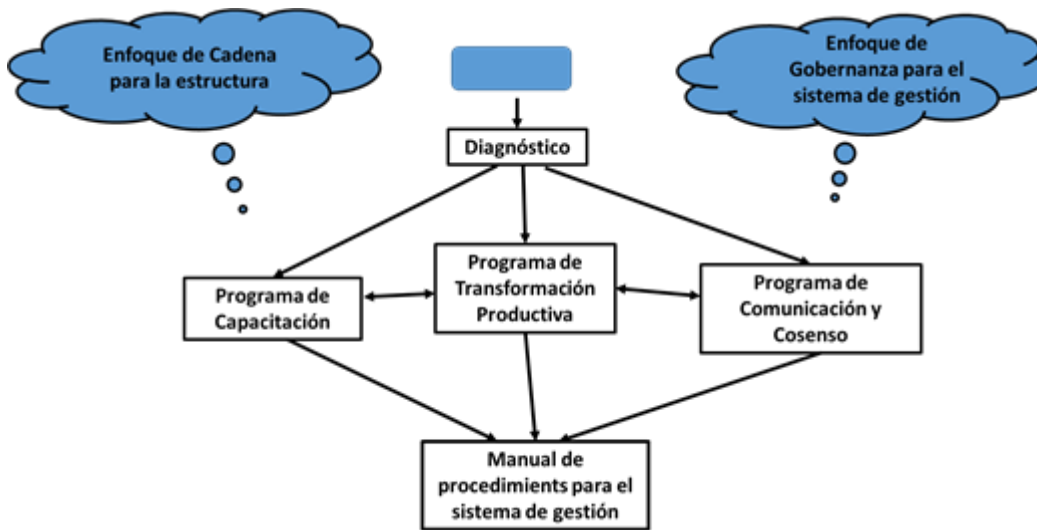 Enfoque de Cadena
para la estructura
Enfoque de
Gobernanza para el
sistema de gestión
Diagnóstico
Programa de
Capacitación
Programa de
Transformación
Productiva
Programa de
Comunicación y
Cosenso
Manual de
procedimients para el
sistema de gestión